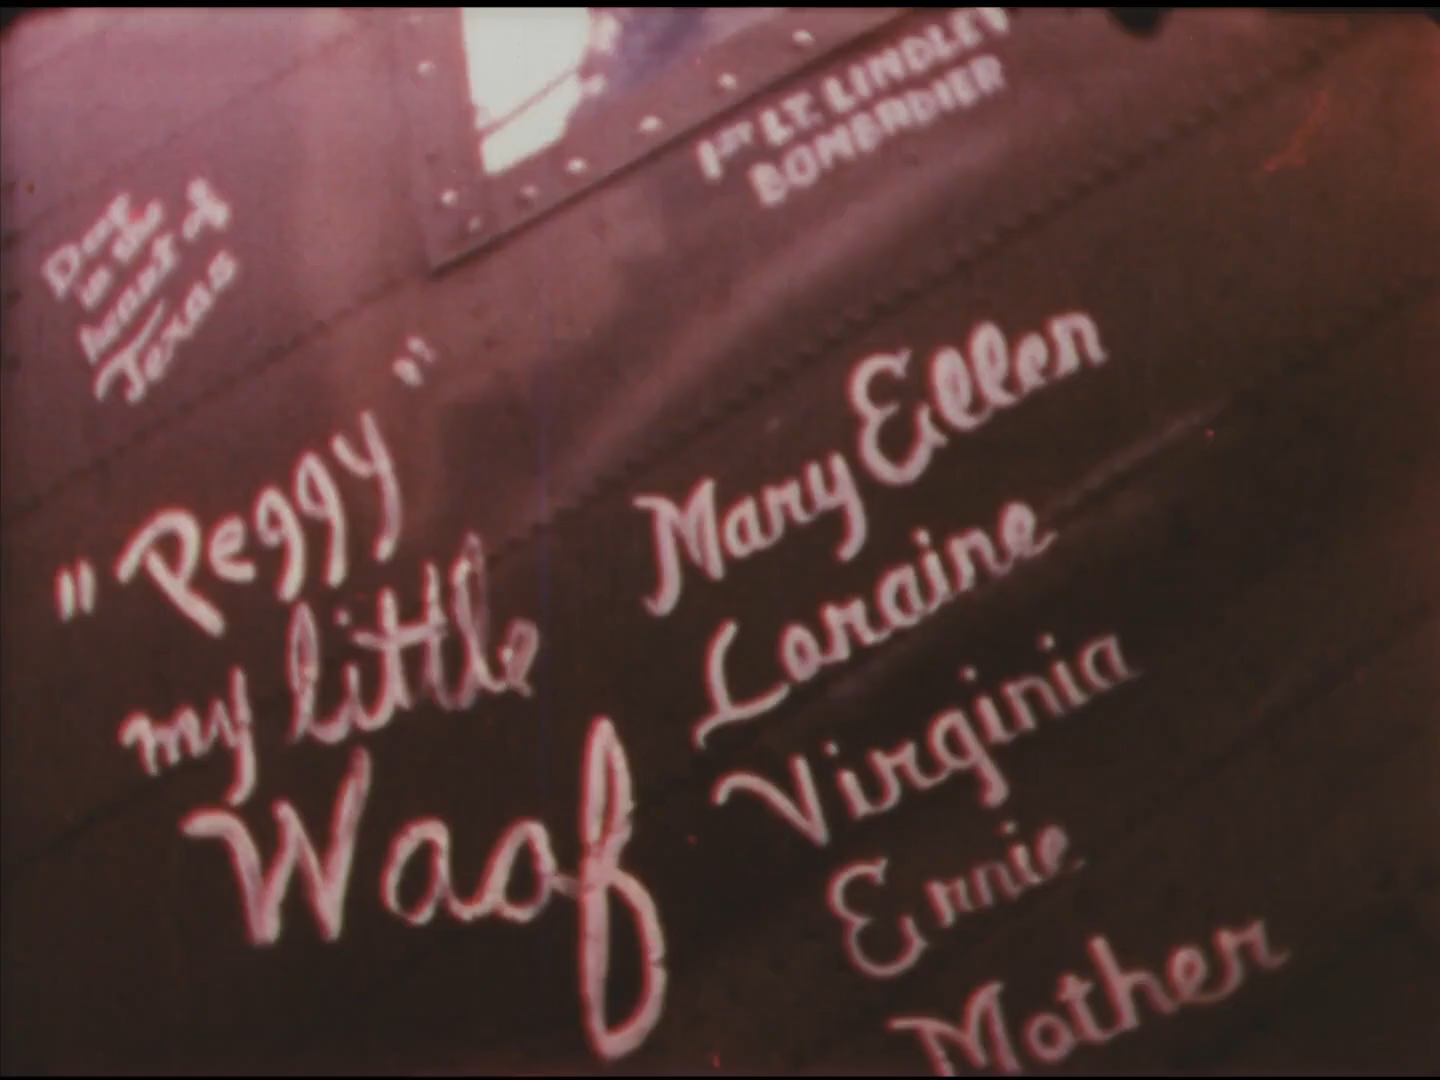 1ST LT. LINDLEY
BOMBARDIER
Deep
in the
heart of
Texas
"Peggy"
my little
Waaf
Mary Ellen
Loraine
Virginia
Ernie
Mother